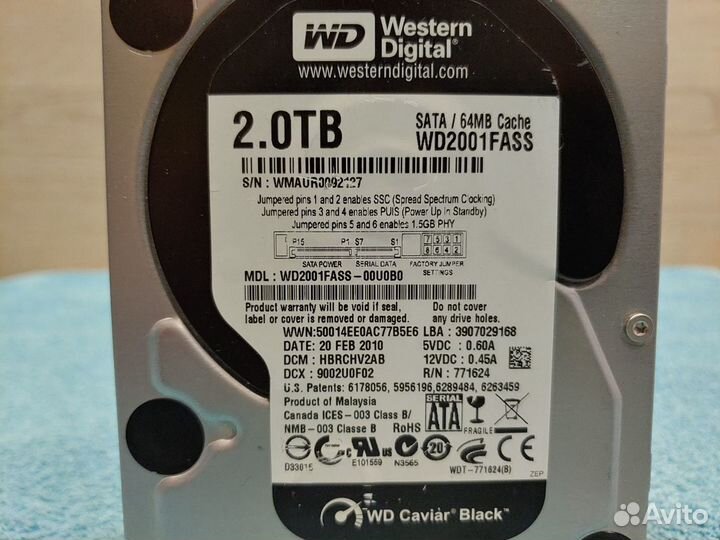 WD Western Digital
www.westerndigital.com
2.0TB
SATA / 64MB Cache
WD2001FASS
S/N : WMAUR0092127
Jumpered pins 1 and 2 enables SSC (Spread Spectrum Clocking)
Jumpered pins 3 and 4 enables PUIS (Power Up In Standby)
Jumpered pins 5 and 6 enables 1.5GB PHY
P15 P1 S7 S1
7 5 3 1
8 6 4 2
SATA POWER SERIAL DATA FACTORY JUMPER SETTINGS
MDL : WD2001FASS-00U0B0
Product warranty will be void if seal, label or cover is removed or damaged.
Do not cover any drive holes.
WWN:50014EE0AC77B5E6 LBA : 3907029168
DATE: 20 FEB 2010 5VDC : 0.60A
DCM : HBRCHV2AB 12VDC : 0.45A
DCX : 9002U0F02 R/N : 771624
U.S. Patents: 6178056, 5956196, 6289484, 6263459
Product of Malaysia
Canada ICES-003 Class B/
NMB-003 Classe B RoHS
SERIAL ATA
FRAGILE
20
D33015 E101559 N3565
WDT-771624(B)
ZEP
WD Caviar® Black™
Avito